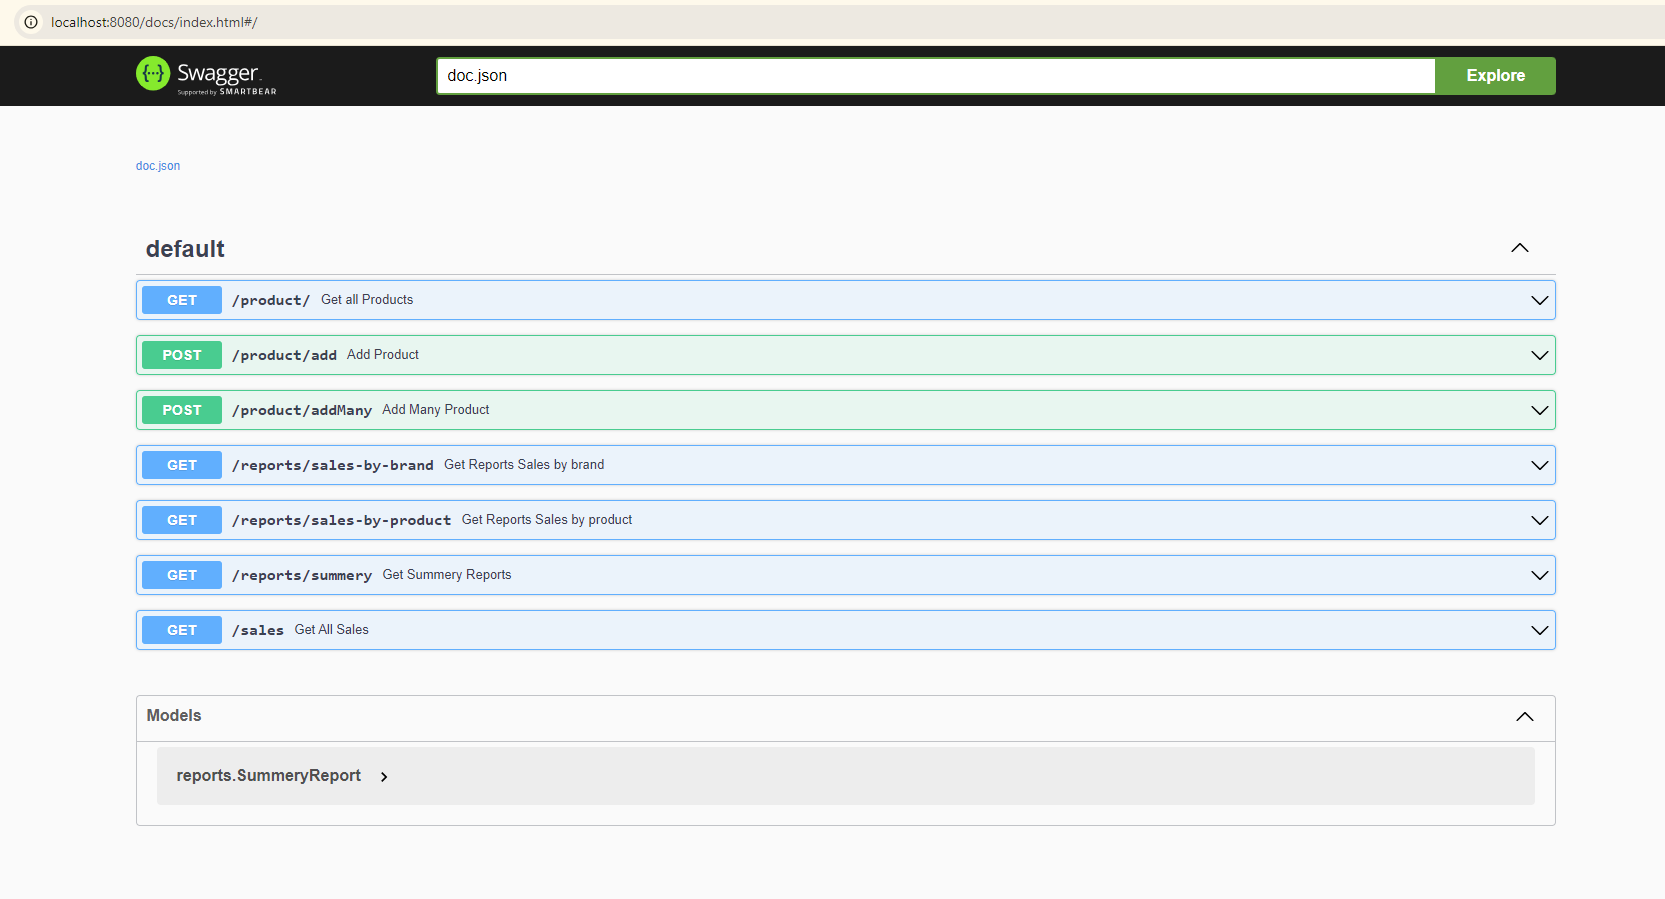 localhost:8080/docs/index.html#/
{···} Swagger.
Supported by SMARTBEAR
doc.json
Explore
doc.json
default
GET /product/ Get all Products
POST /product/add Add Product
POST /product/addMany Add Many Product
GET /reports/sales-by-brand Get Reports Sales by brand
GET /reports/sales-by-product Get Reports Sales by product
GET /reports/summery Get Summery Reports
GET /sales Get All Sales
Models
reports.SummeryReport